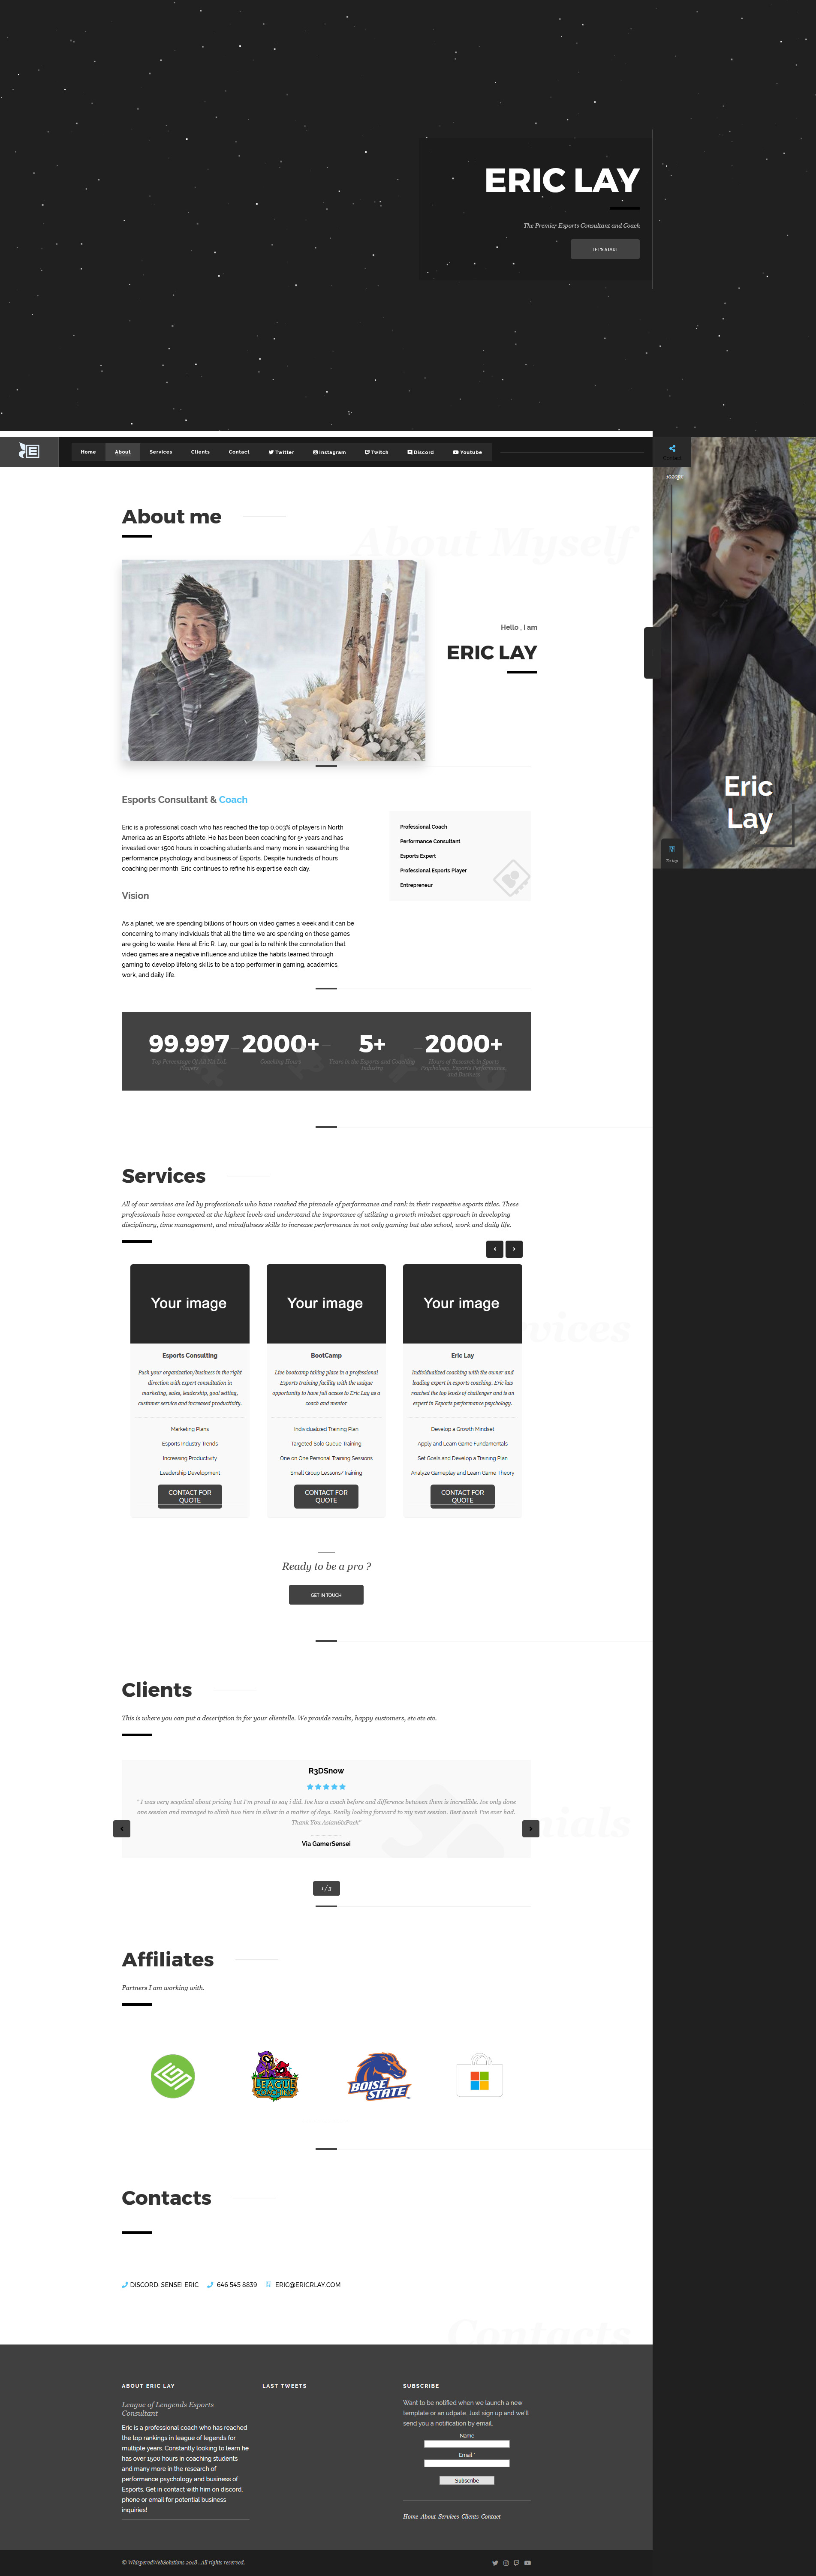 ERIC LAY
The Premier Esports Consultant and Coach
LET'S START
Home About Services Clients Contact Twitter Instagram Twitch Discord Youtube
About me
About Myself
Hello , I am
ERIC LAY
Eric
Lay
To top
Esports Consultant & Coach
Eric is a professional coach who has reached the top 0.003% of players in North
America as an Esports athlete. He has been been coaching for 5+ years and has
invested over 1500 hours in coaching students and many more in researching the
performance psychology and business of Esports. Despite hundreds of hours
coaching per month, Eric continues to refine his expertise each day.
Professional Coach
Performance Consultant
Esports Expert
Professional Esports Player
Entrepreneur
Vision
As a planet, we are spending billions of hours on video games a week and it can be
concerning to many individuals that all the time we are spending on these games
are going to waste. Here at Eric R. Lay, our goal is to rethink the connotation that
video games are a negative influence and utilize the habits learned through
gaming to develop lifelong skills to be a top performer in gaming, academics,
work, and daily life.
99.997
2000+
Coaching Hours
5+
Years in the Esports and Coaching
Industry
2000+
Hours of Research in Sports
Psychology, Esports Performance,
and Business
Services
All of our services are led by professionals who have reached the pinnacle of performance and rank in their respective esports titles. These
professionals have competed at the highest levels and understand the importance of utilizing a growth mindset approach in developing
disciplinary, time management, and mindfulness skills to increase performance in not only gaming but also school, work and daily life.
vices
Your image
Esports Consulting
Push your organization/business in the right
direction with expert consultation in
marketing, sales, leadership, goal setting,
customer service and increased productivity.
Marketing Plans
Esports Industry Trends
Increasing Productivity
Leadership Development
CONTACT FOR
QUOTE
Your image
BootCamp
Live bootcamp taking place in a professional
Esports training facility with the unique
opportunity to have full access to Eric Lay as a
coach and mentor
Individualized Training Plan
Targeted Solo Queue Training
One on One Personal Training Sessions
Small Group Lessons/Training
CONTACT FOR
QUOTE
Your image
Eric Lay
Individualized coaching with the owner and
leading expert in esports coaching. Eric has
reached the top levels of challenger and is an
expert in Esports performance psychology.
Develop a Growth Mindset
Apply and Learn Game Fundamentals
Set Goals and Develop a Training Plan
Analyze Gameplay and Learn Game Theory
CONTACT FOR
QUOTE
Ready to be a pro ?
GET IN TOUCH
Clients
This is where you can put a description in for your clientelle. We provide results, happy customers, etc etc etc.
nials
R3DSnow
" I was very sceptical about pricing but I'm proud to say i did. Ive has a coach before and difference between them is incredible. Ive only done
one session and managed to climb two tiers in silver in a matter of days. Really looking forward to my next session. Best coach I've ever had.
Thank You AsiantixPack"
Via GamerSensei
1 / 3
Affiliates
Partners I am working with.
LEAGUE
BOISE
STATE
Contacts
DISCORD: SENSEI ERIC 646 545 8839 ERIC@ERICRLAY.COM
Contacts
ABOUT ERIC LAY
League of Lengends Esports
Consultant
Eric is a professional coach who has reached
the top rankings in league of legends for
multiple years. Constantly looking to learn he
has over 1500 hours in coaching students
and many more in the research of
performance psychology and business of
Esports. Get in contact with him on discord,
phone or email for potential business
inquiries!
LAST TWEETS
SUBSCRIBE
Want to be notified when we launch a new
template or an udpate. Just sign up and we'll
send you a notification by email.
Name
Email *
Subscribe
Home About Services Clients Contact
© WhisperedWebSolutions 2018 . All rights reserved.